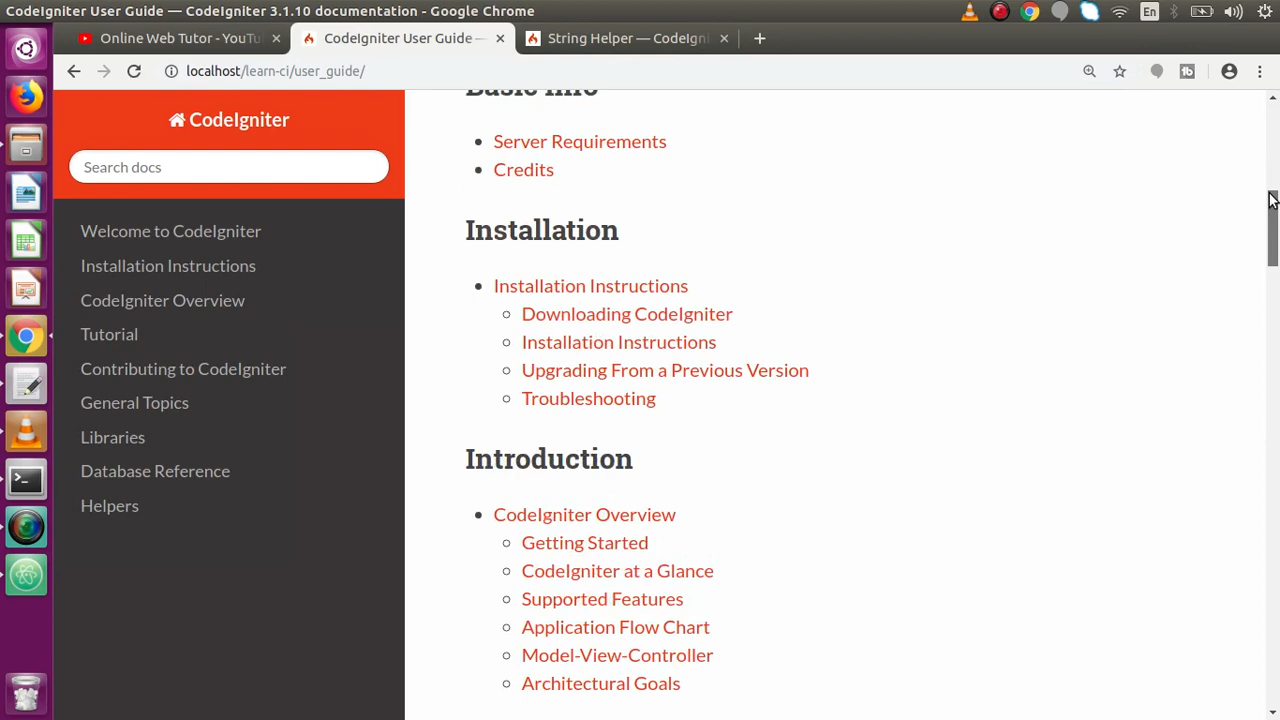 CodeIgniter User Guide — CodeIgniter 3.1.10 documentation - Google Chrome
En
Online Web Tutor - YouTu
CodeIgniter User Guide —
String Helper — CodeIgni
localhost/learn-ci/user_guide/
CodeIgniter
Search docs
Welcome to CodeIgniter
Installation Instructions
CodeIgniter Overview
Tutorial
Contributing to CodeIgniter
General Topics
Libraries
Database Reference
Helpers
Basic Info
Server Requirements
Credits
Installation
Installation Instructions
Downloading CodeIgniter
Installation Instructions
Upgrading From a Previous Version
Troubleshooting
Introduction
CodeIgniter Overview
Getting Started
CodeIgniter at a Glance
Supported Features
Application Flow Chart
Model-View-Controller
Architectural Goals